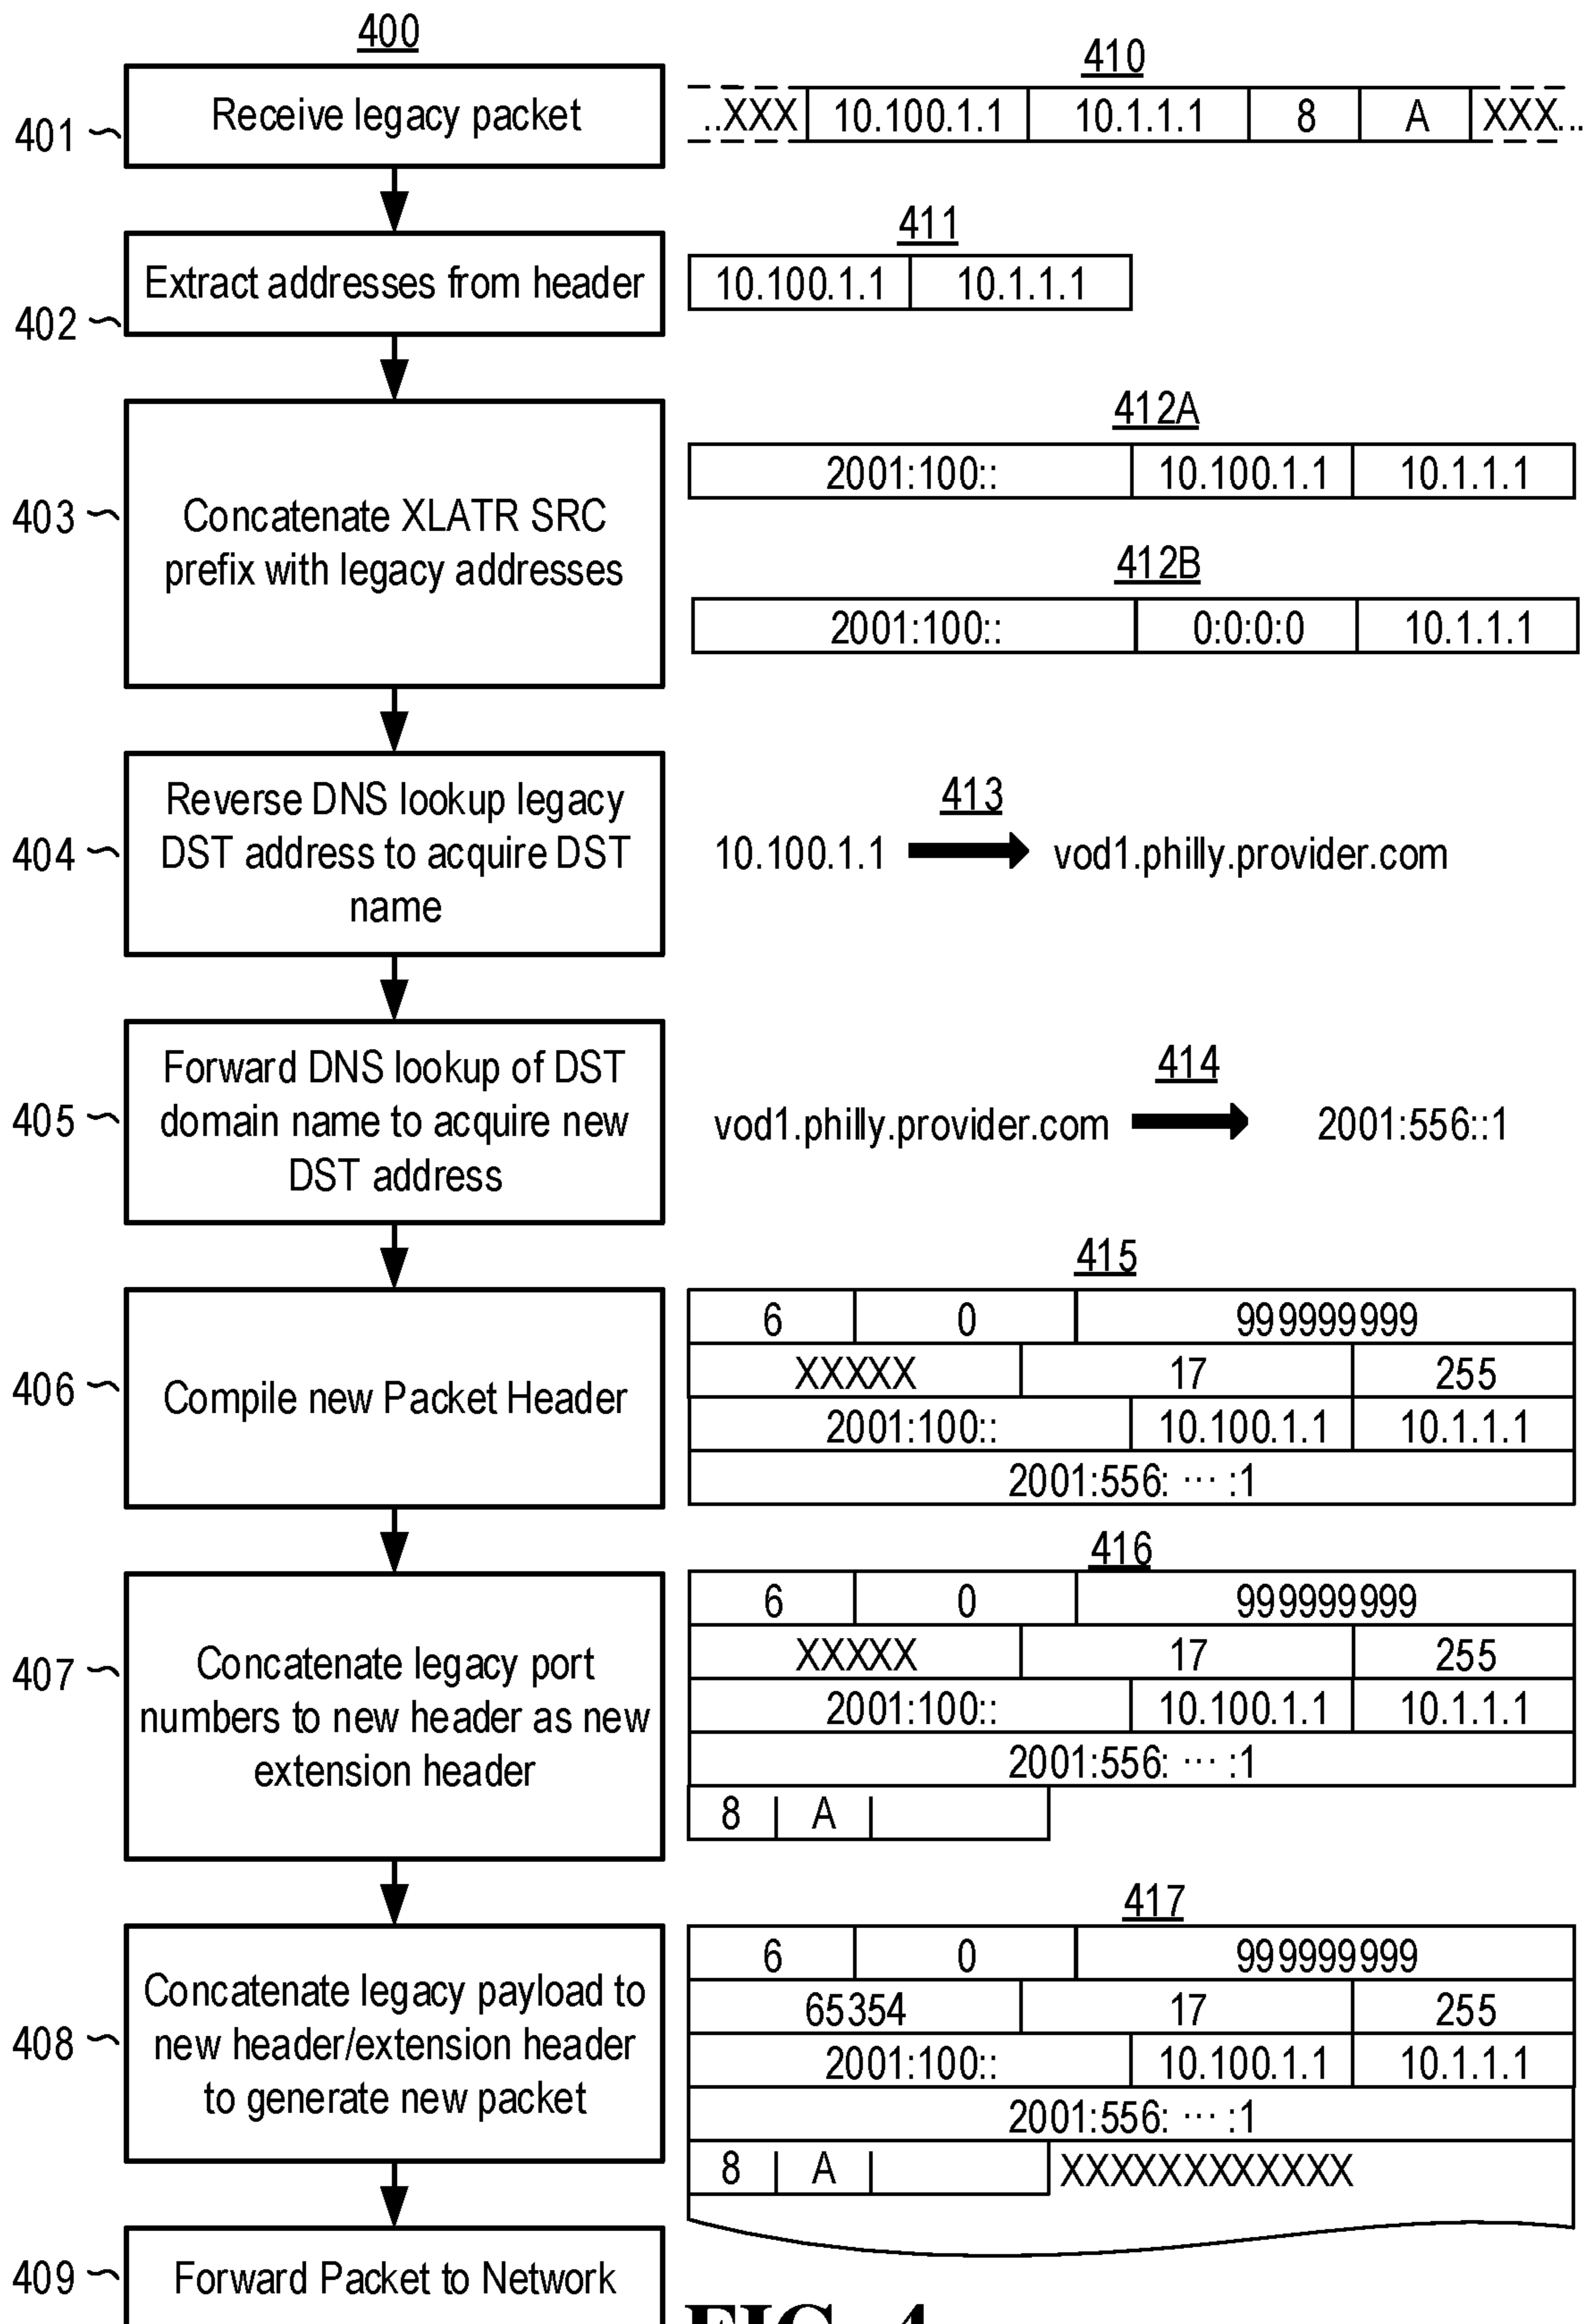 400
401
Receive legacy packet
410
..XXX 10.100.1.1 10.1.1.1 8 A XXX...
402
Extract addresses from header
411
10.100.1.1 10.1.1.1
403
Concatenate XLATR SRC
prefix with legacy addresses
412A
2001:100:: 10.100.1.1 10.1.1.1
412B
2001:100:: 0:0:0:0 10.1.1.1
404
Reverse DNS lookup legacy
DST address to acquire DST
name
413
10.100.1.1 vod1.philly.provider.com
405
Forward DNS lookup of DST
domain name to acquire new
DST address
414
vod1.philly.provider.com 2001:556::1
406
Compile new Packet Header
415
6 0 999999999
XXXXX 17 255
2001:100:: 10.100.1.1 10.1.1.1
2001:556: ··· :1
407
Concatenate legacy port
numbers to new header as new
extension header
416
6 0 999999999
XXXXX 17 255
2001:100:: 10.100.1.1 10.1.1.1
2001:556: ··· :1
8 A
408
Concatenate legacy payload to
new header/extension header
to generate new packet
417
6 0 999999999
65354 17 255
2001:100:: 10.100.1.1 10.1.1.1
2001:556: ··· :1
8 A XXXXXXXXXXXX
409
Forward Packet to Network
FIG. 4